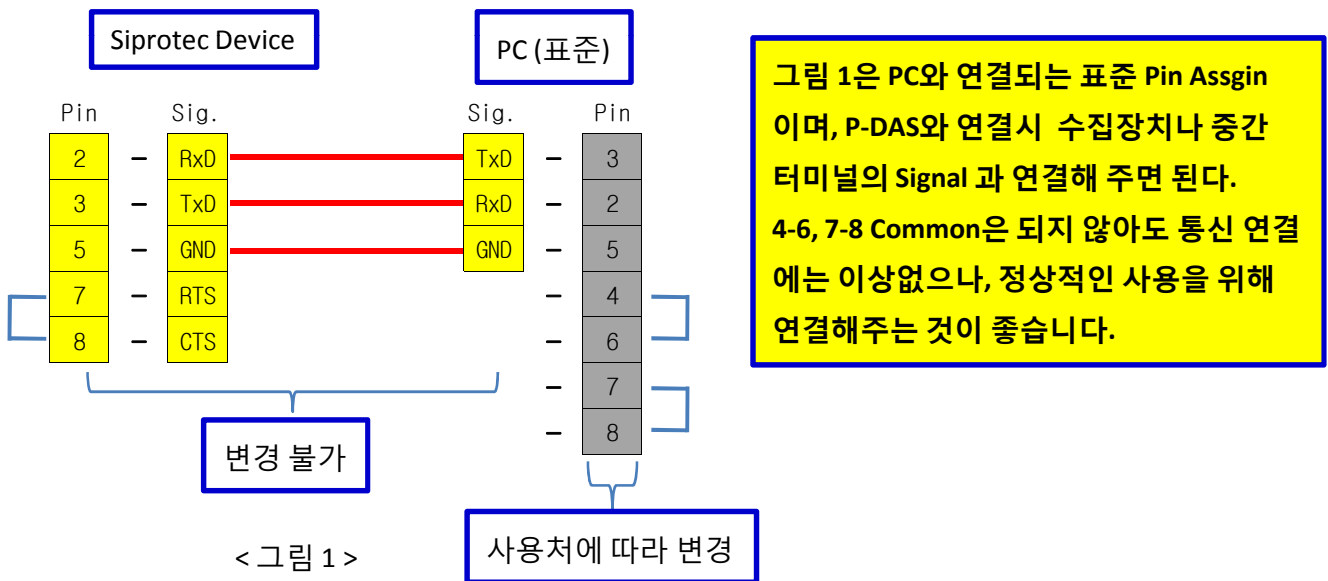 Siprotec Device
PC (표준)
Pin Sig. Sig. Pin
2 - RxD TxD - 3
3 - TxD RxD - 2
5 - GND GND - 5
7 - RTS - 4
8 - CTS - 6
- 7
- 8
변경 불가
사용처에 따라 변경
< 그림 1 >
그림 1은 PC와 연결되는 표준 Pin Assgin
이며, P-DAS와 연결시 수집장치나 중간
터미널의 Signal 과 연결해 주면 된다.
4-6, 7-8 Common은 되지 않아도 통신 연결
에는 이상없으나, 정상적인 사용을 위해
연결해주는 것이 좋습니다.